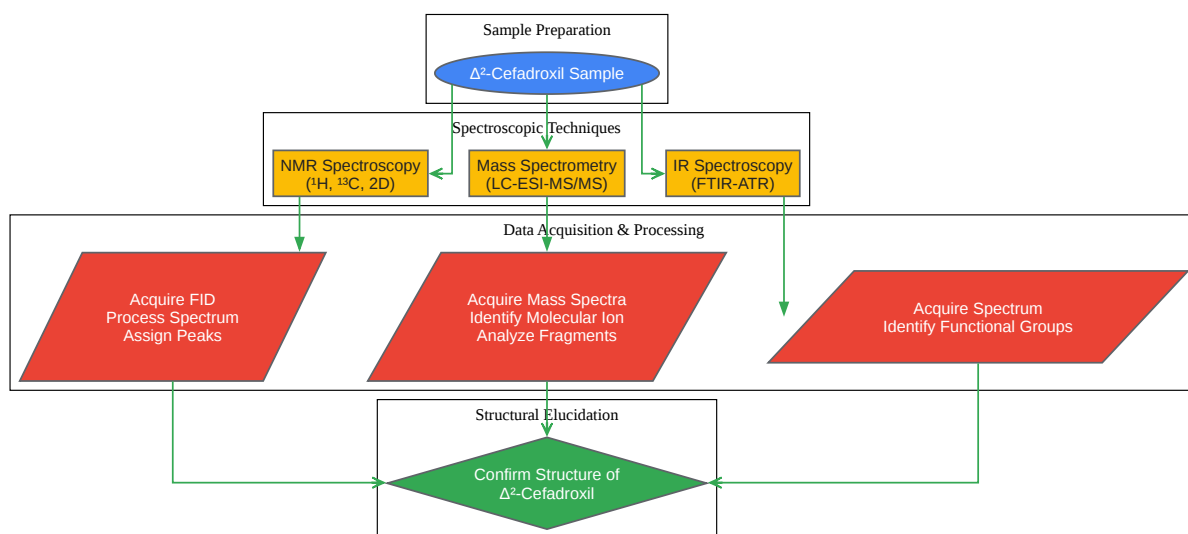 Sample Preparation
Δ²-Cefadroxil Sample
Spectroscopic Techniques
NMR Spectroscopy
(¹H, ¹³C, 2D)
Mass Spectrometry
(LC-ESI-MS/MS)
IR Spectroscopy
(FTIR-ATR)
Data Acquisition & Processing
Acquire FID
Process Spectrum
Assign Peaks
Acquire Mass Spectra
Identify Molecular Ion
Analyze Fragments
Acquire Spectrum
Identify Functional Groups
Structural Elucidation
Confirm Structure of
Δ²-Cefadroxil